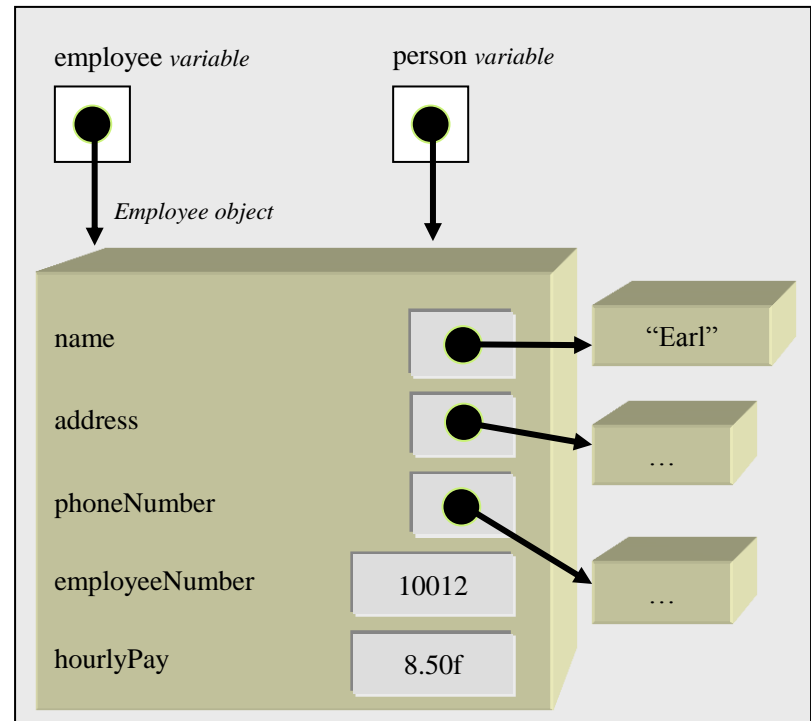 employee variable
person variable
Employee object
name
“Earl”
address
…
phoneNumber
…
employeeNumber
10012
hourlyPay
8.50f